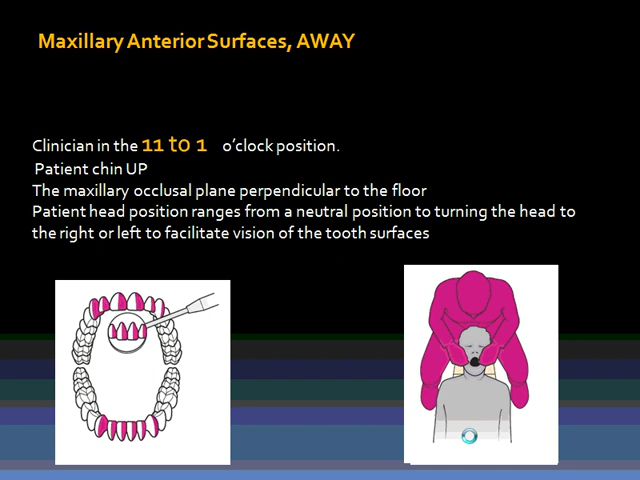 Maxillary Anterior Surfaces, AWAY
Clinician in the 11 to 1 o’clock position.
Patient chin UP
The maxillary occlusal plane perpendicular to the floor
Patient head position ranges from a neutral position to turning the head to
the right or left to facilitate vision of the tooth surfaces